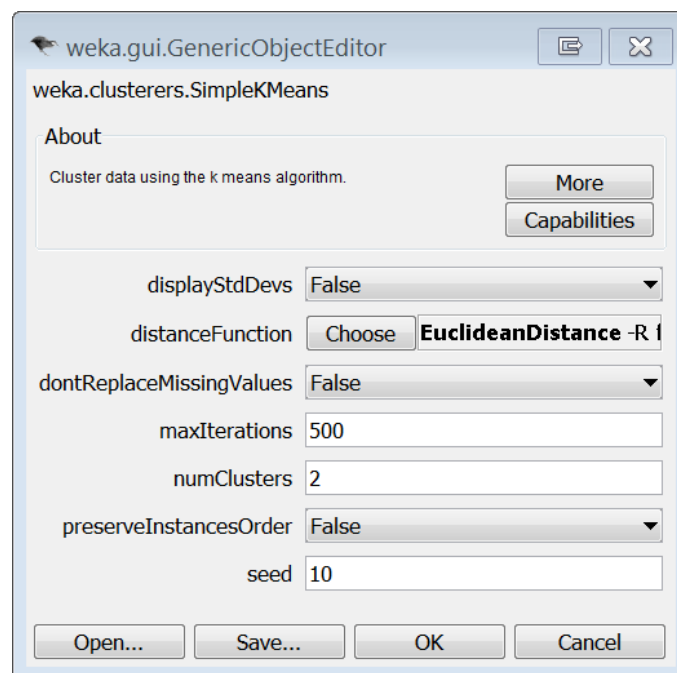 weka.gui.GenericObjectEditor
weka.clusterers.SimpleKMeans
About
Cluster data using the k means algorithm.
More
Capabilities
displayStdDevs False
distanceFunction Choose EuclideanDistance -R
dontReplaceMissingValues False
maxIterations 500
numClusters 2
preserveInstancesOrder False
seed 10
Open... Save... OK Cancel